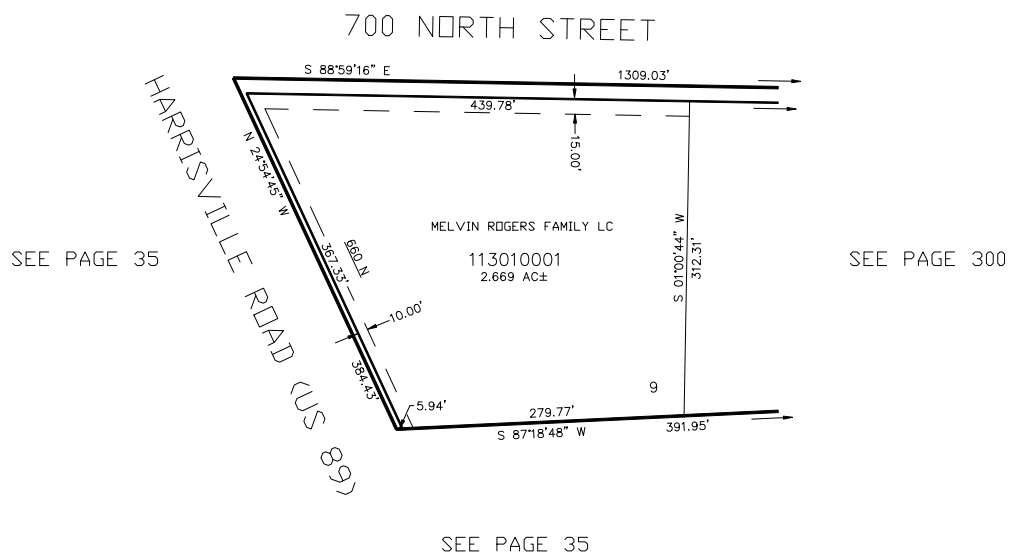 700 NORTH STREET
S 88°59'16" E
1309.03'
439.78'
15.00'
HARRISVILLE ROAD (US 89)
N 24°54'45" W
MELVIN ROGERS FAMILY LC
113010001
2.669 AC±
S 01°00'44" W
312.31'
SEE PAGE 35
SEE PAGE 300
660 N
367.33'
10.00'
384.43'
9
5.94'
279.77'
S 87°18'48" W
391.95'
SEE PAGE 35